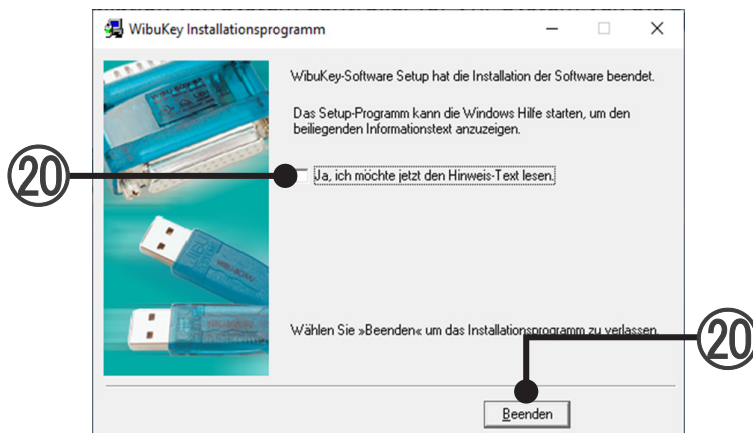 WibuKey Installationsprogramm
WibuKey-Software Setup hat die Installation der Software beendet.
Das Setup-Programm kann die Windows Hilfe starten, um den
beiliegenden Informationstext anzuzeigen.
20
Ja, ich möchte jetzt den Hinweis-Text lesen.
Wählen Sie »Beenden« um das Installationsprogramm zu verlassen.
20
Beenden